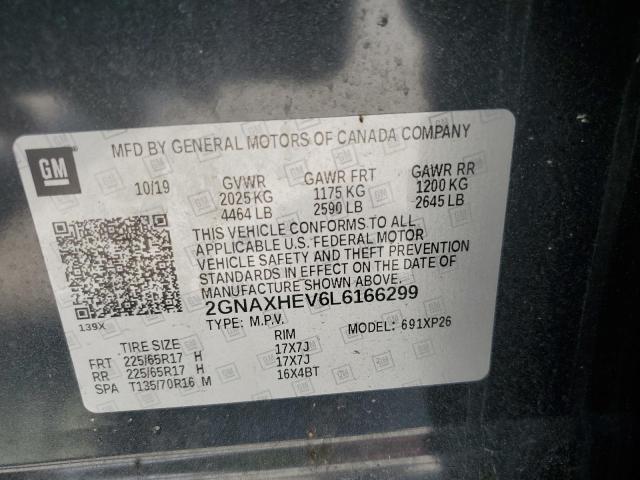 MFD BY GENERAL MOTORS OF CANADA COMPANY
GM
10/19 GVWR GAWR FRT GAWR RR
2025 KG 1175 KG 1200 KG
4464 LB 2590 LB 2645 LB
THIS VEHICLE CONFORMS TO ALL
APPLICABLE U.S. FEDERAL MOTOR
VEHICLE SAFETY AND THEFT PREVENTION
STANDARDS IN EFFECT ON THE DATE OF
MANUFACTURE SHOWN ABOVE.
2GNAXHEV6L6166299
139X TYPE: M.P.V. MODEL: 691XP26
TIRE SIZE RIM
FRT 225/65R17 H 17X7J
RR 225/65R17 H 17X7J
SPA T135/70R16 M 16X4BT